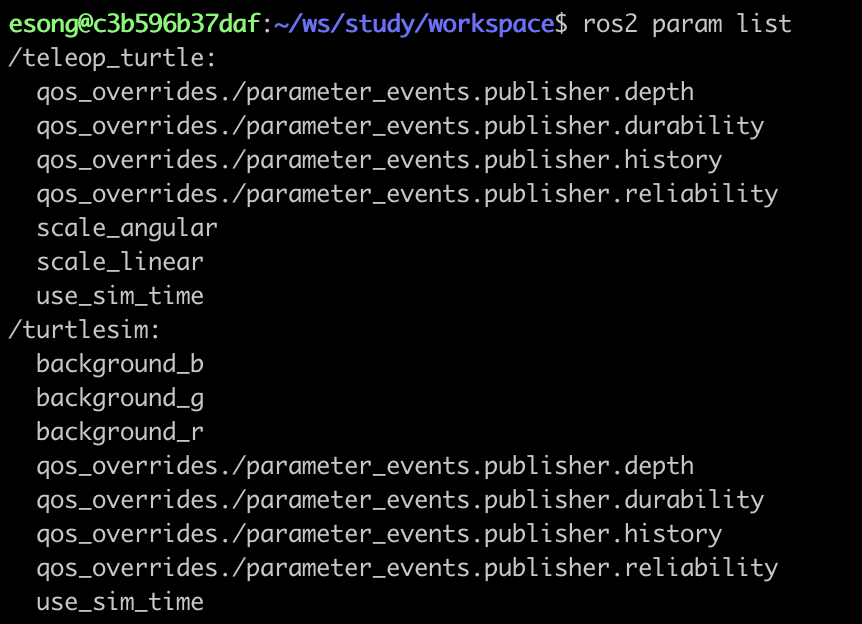 esong@c3b596b37daf:~/ws/study/workspace$ ros2 param list
/teleop_turtle:
  qos_overrides./parameter_events.publisher.depth
  qos_overrides./parameter_events.publisher.durability
  qos_overrides./parameter_events.publisher.history
  qos_overrides./parameter_events.publisher.reliability
  scale_angular
  scale_linear
  use_sim_time
/turtlesim:
  background_b
  background_g
  background_r
  qos_overrides./parameter_events.publisher.depth
  qos_overrides./parameter_events.publisher.durability
  qos_overrides./parameter_events.publisher.history
  qos_overrides./parameter_events.publisher.reliability
  use_sim_time